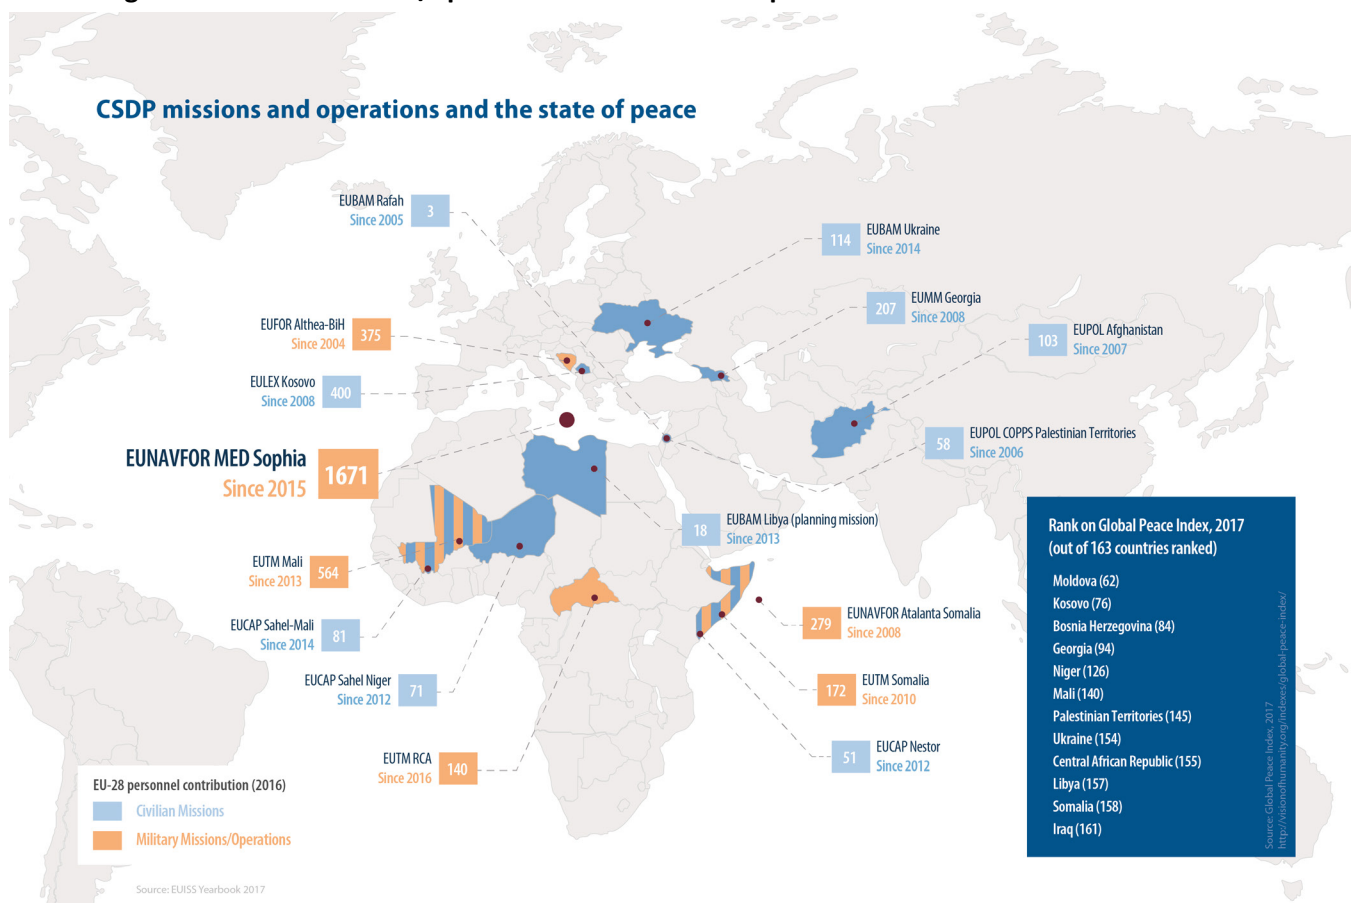 CSDP missions and operations and the state of peace
EUBAM Rafah
Since 2005
3
EUBAM Ukraine
Since 2014
114
EUMM Georgia
Since 2008
207
EUFOR Althea-BiH
Since 2004
375
EUPOL Afghanistan
Since 2007
103
EULEX Kosovo
Since 2008
400
EUPOL COPPS Palestinian Territories
Since 2006
58
EUNAVFOR MED Sophia
Since 2015
1671
EUBAM Libya (planning mission)
Since 2013
18
EUTM Mali
Since 2013
564
EUNAVFOR Atalanta Somalia
Since 2008
279
EUCAP Sahel-Mali
Since 2014
81
EUCAP Sahel Niger
Since 2012
71
EUTM Somalia
Since 2010
172
EUTM RCA
Since 2016
140
EUCAP Nestor
Since 2012
51
Rank on Global Peace Index, 2017
(out of 163 countries ranked)
Moldova (62)
Kosovo (76)
Bosnia Herzegovina (84)
Georgia (94)
Niger (126)
Mali (140)
Palestinian Territories (145)
Ukraine (154)
Central African Republic (155)
Libya (157)
Somalia (158)
Iraq (161)
Source: Global Peace Index, 2017
http://visionofhumanity.org/indexes/global-peace-index/
EU-28 personnel contribution (2016)
Civilian Missions
Military Missions/Operations
Source: EUISS Yearbook 2017